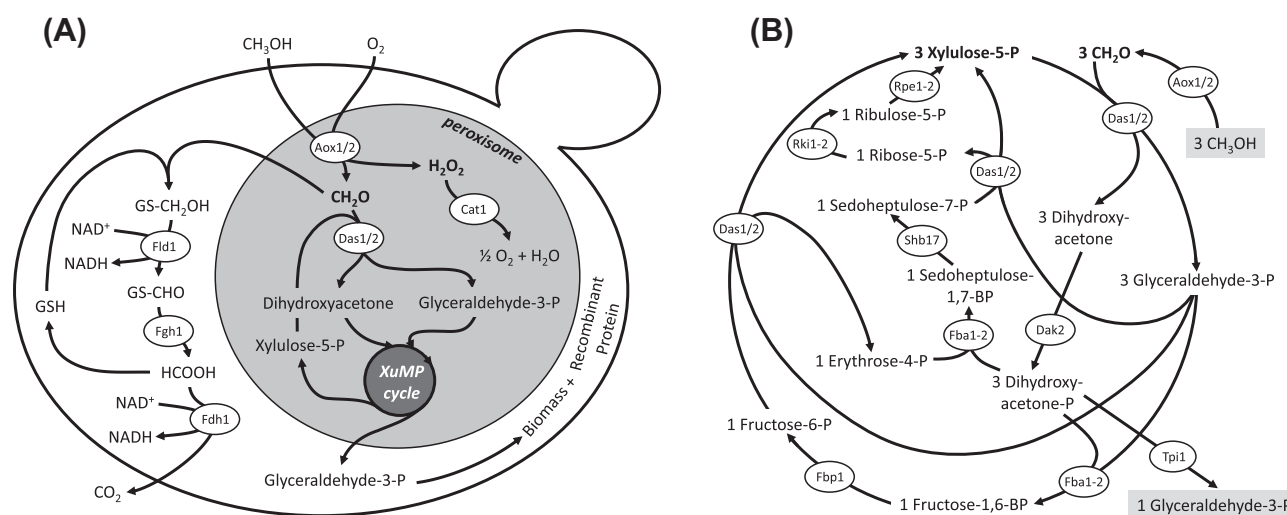 (A)
CH₃OH
O₂
peroxisome
Aox1/2
H₂O₂
CH₂O
Cat1
GS-CH₂OH
NAD⁺
Fld1
Das1/2
½ O₂ + H₂O
NADH
GS-CHO
GSH
Dihydroxyacetone
Glyceraldehyde-3-P
Fgh1
Xylulose-5-P
HCOOH
XuMP
cycle
NAD⁺
Fdh1
NADH
Biomass + Recombinant
Protein
Glyceraldehyde-3-P
CO₂
(B)
3 Xylulose-5-P
3 CH₂O
Rpe1-2
Aox1/2
1 Ribulose-5-P
Das1/2
Rki1-2
1 Ribose-5-P
3 CH₃OH
Das1/2
1 Sedoheptulose-7-P
3 Dihydroxy-
acetone
Das1/2
Shb17
1 Sedoheptulose-
1,7-BP
3 Glyceraldehyde-3-P
Fba1-2
Dak2
1 Erythrose-4-P
3 Dihydroxy-
acetone-P
1 Fructose-6-P
Tpi1
Fbp1
Fba1-2
1 Fructose-1,6-BP
1 Glyceraldehyde-3-P